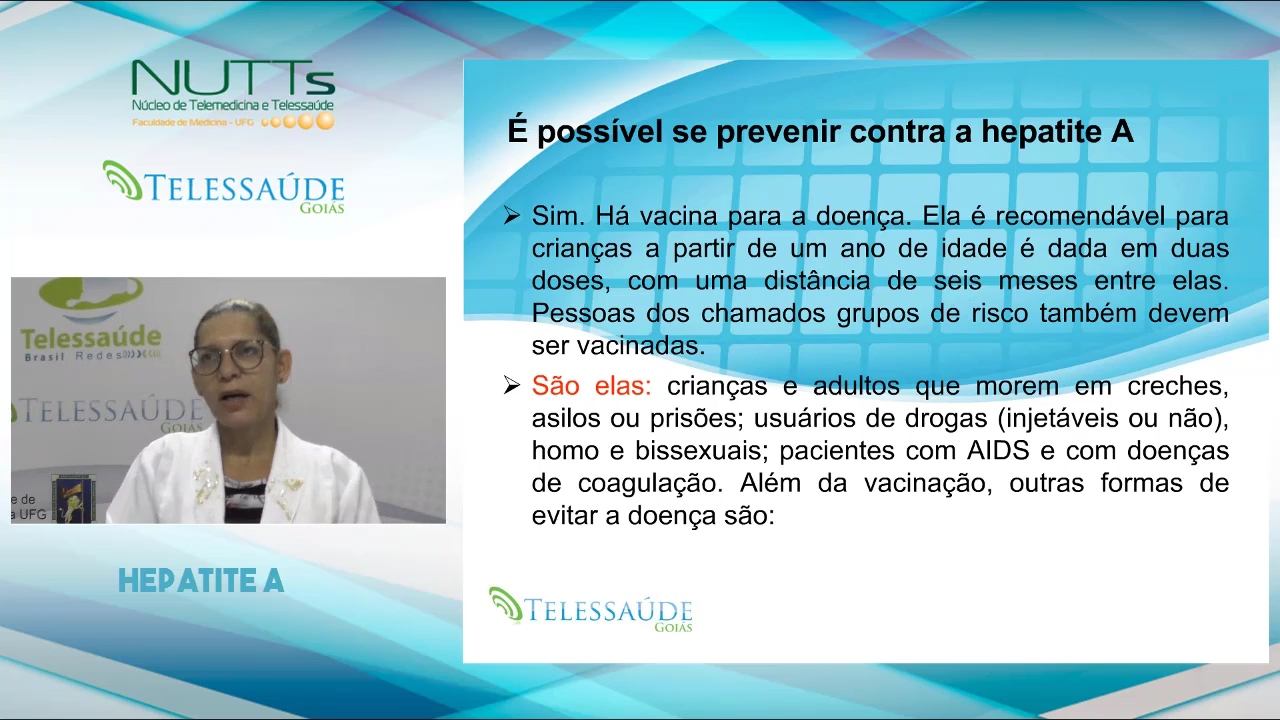 NUTTs
Núcleo de Telemedicina e Telessaúde
Faculdade de Medicina - UFG
TELESSAÚDE
GOIÁS
Telessaúde
Brasil Redes
TELESSAÚDE
GOIÁS
e de
a UFG
HEPATITE A
É possível se prevenir contra a hepatite A
➢ Sim. Há vacina para a doença. Ela é recomendável para
crianças a partir de um ano de idade é dada em duas
doses, com uma distância de seis meses entre elas.
Pessoas dos chamados grupos de risco também devem
ser vacinadas.
➢ São elas: crianças e adultos que morem em creches,
asilos ou prisões; usuários de drogas (injetáveis ou não),
homo e bissexuais; pacientes com AIDS e com doenças
de coagulação. Além da vacinação, outras formas de
evitar a doença são:
TELESSAÚDE
GOIÁS